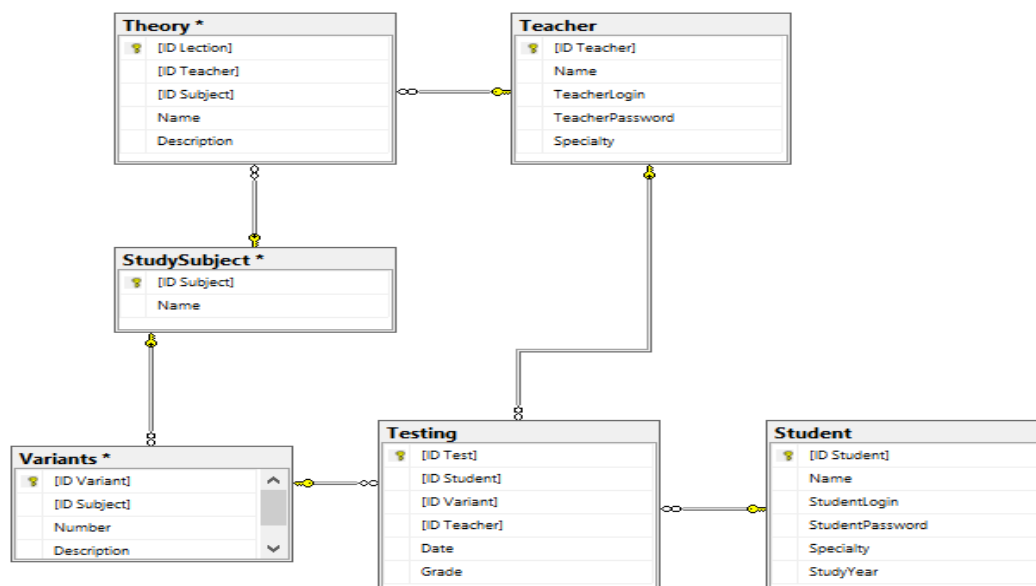 Theory *
[ID Lection]
[ID Teacher]
[ID Subject]
Name
Description
Teacher
[ID Teacher]
Name
TeacherLogin
TeacherPassword
Specialty
StudySubject *
[ID Subject]
Name
Variants *
[ID Variant]
[ID Subject]
Number
Description
Testing
[ID Test]
[ID Student]
[ID Variant]
[ID Teacher]
Date
Grade
Student
[ID Student]
Name
StudentLogin
StudentPassword
Specialty
StudyYear